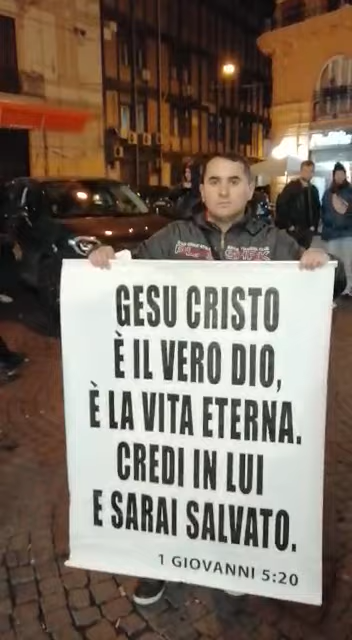 GESU CRISTO
È IL VERO DIO,
È LA VITA ETERNA.
CREDI IN LUI
E SARAI SALVATO.
1 GIOVANNI 5:20